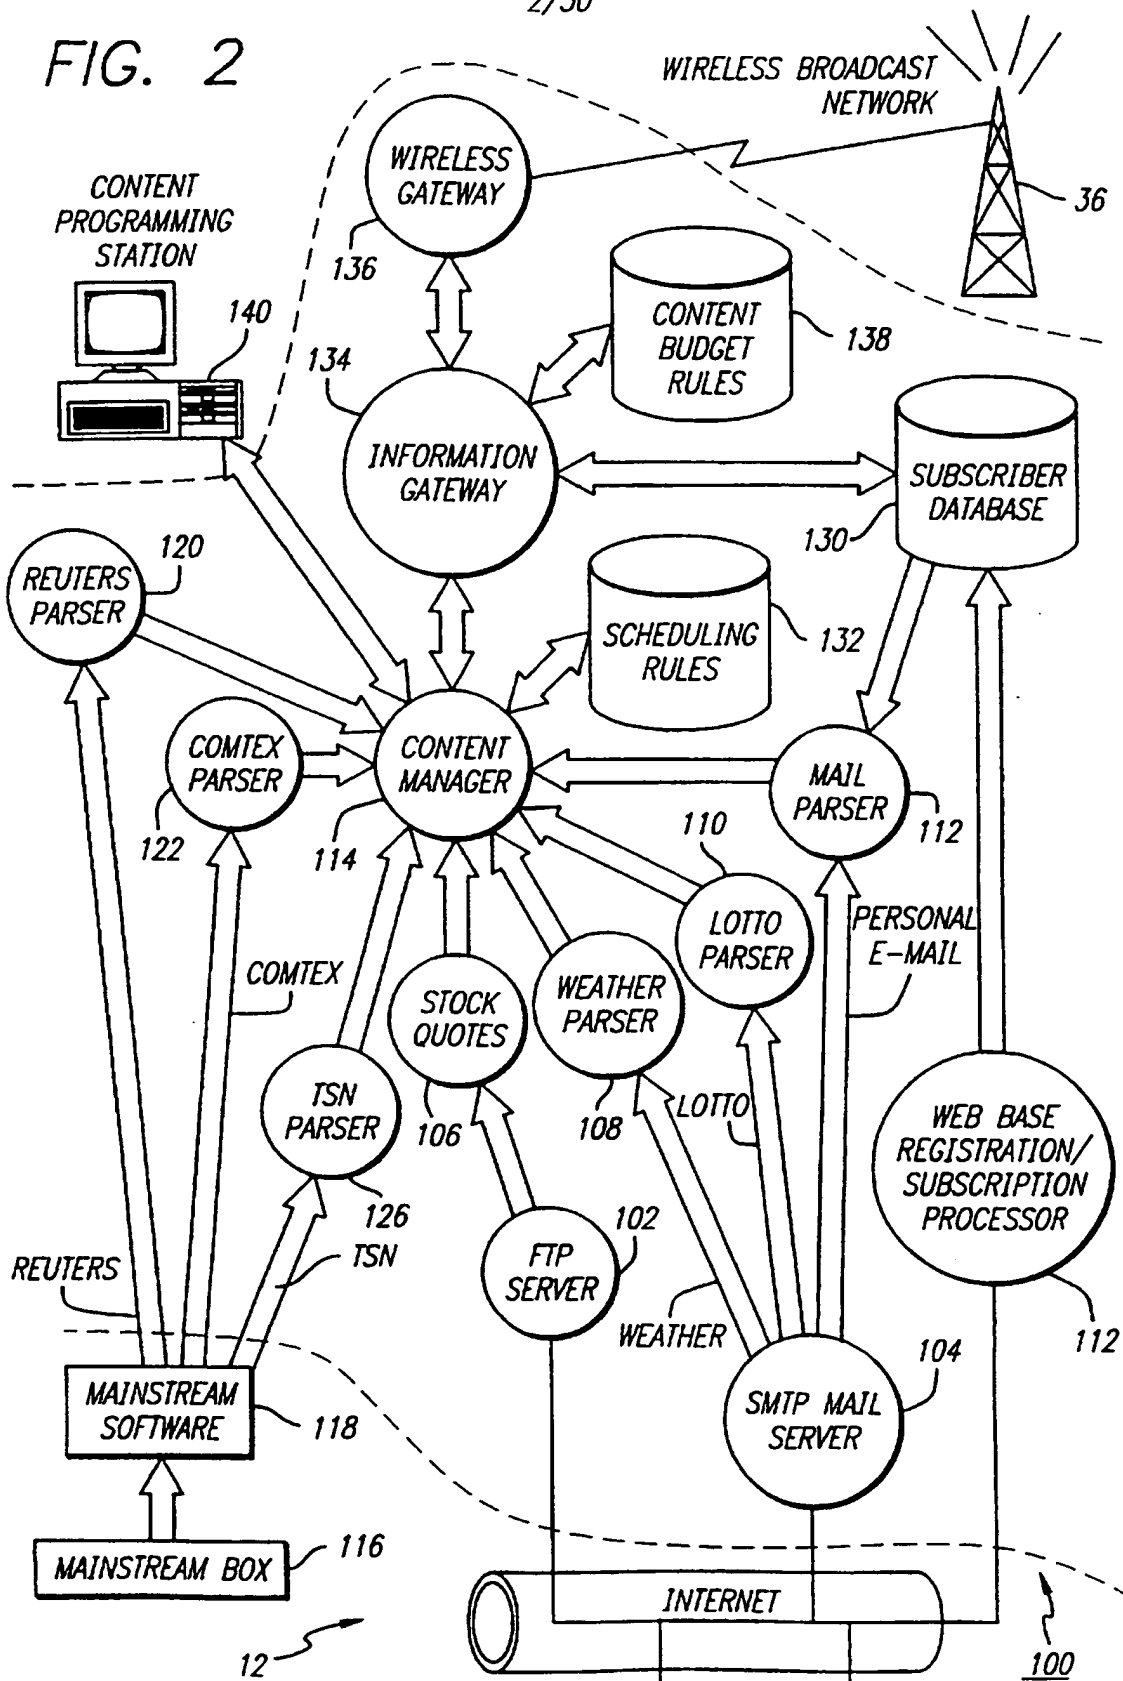 2/30
FIG. 2
WIRELESS BROADCAST
NETWORK
WIRELESS
GATEWAY
36
CONTENT
PROGRAMMING
STATION
136
140
CONTENT
BUDGET
RULES
138
134
INFORMATION
GATEWAY
SUBSCRIBER
DATABASE
130
120
REUTERS
PARSER
SCHEDULING
RULES
132
COMTEX
PARSER
CONTENT
MANAGER
MAIL
PARSER
122
114
110
112
LOTTO
PARSER
PERSONAL
E-MAIL
COMTEX
STOCK
QUOTES
WEATHER
PARSER
TSN
PARSER
106
108
LOTTO
WEB BASE
REGISTRATION/
SUBSCRIPTION
PROCESSOR
126
102
TSN
FTP
SERVER
REUTERS
WEATHER
112
104
MAINSTREAM
SOFTWARE
118
SMTP MAIL
SERVER
116
MAINSTREAM BOX
INTERNET
12
100